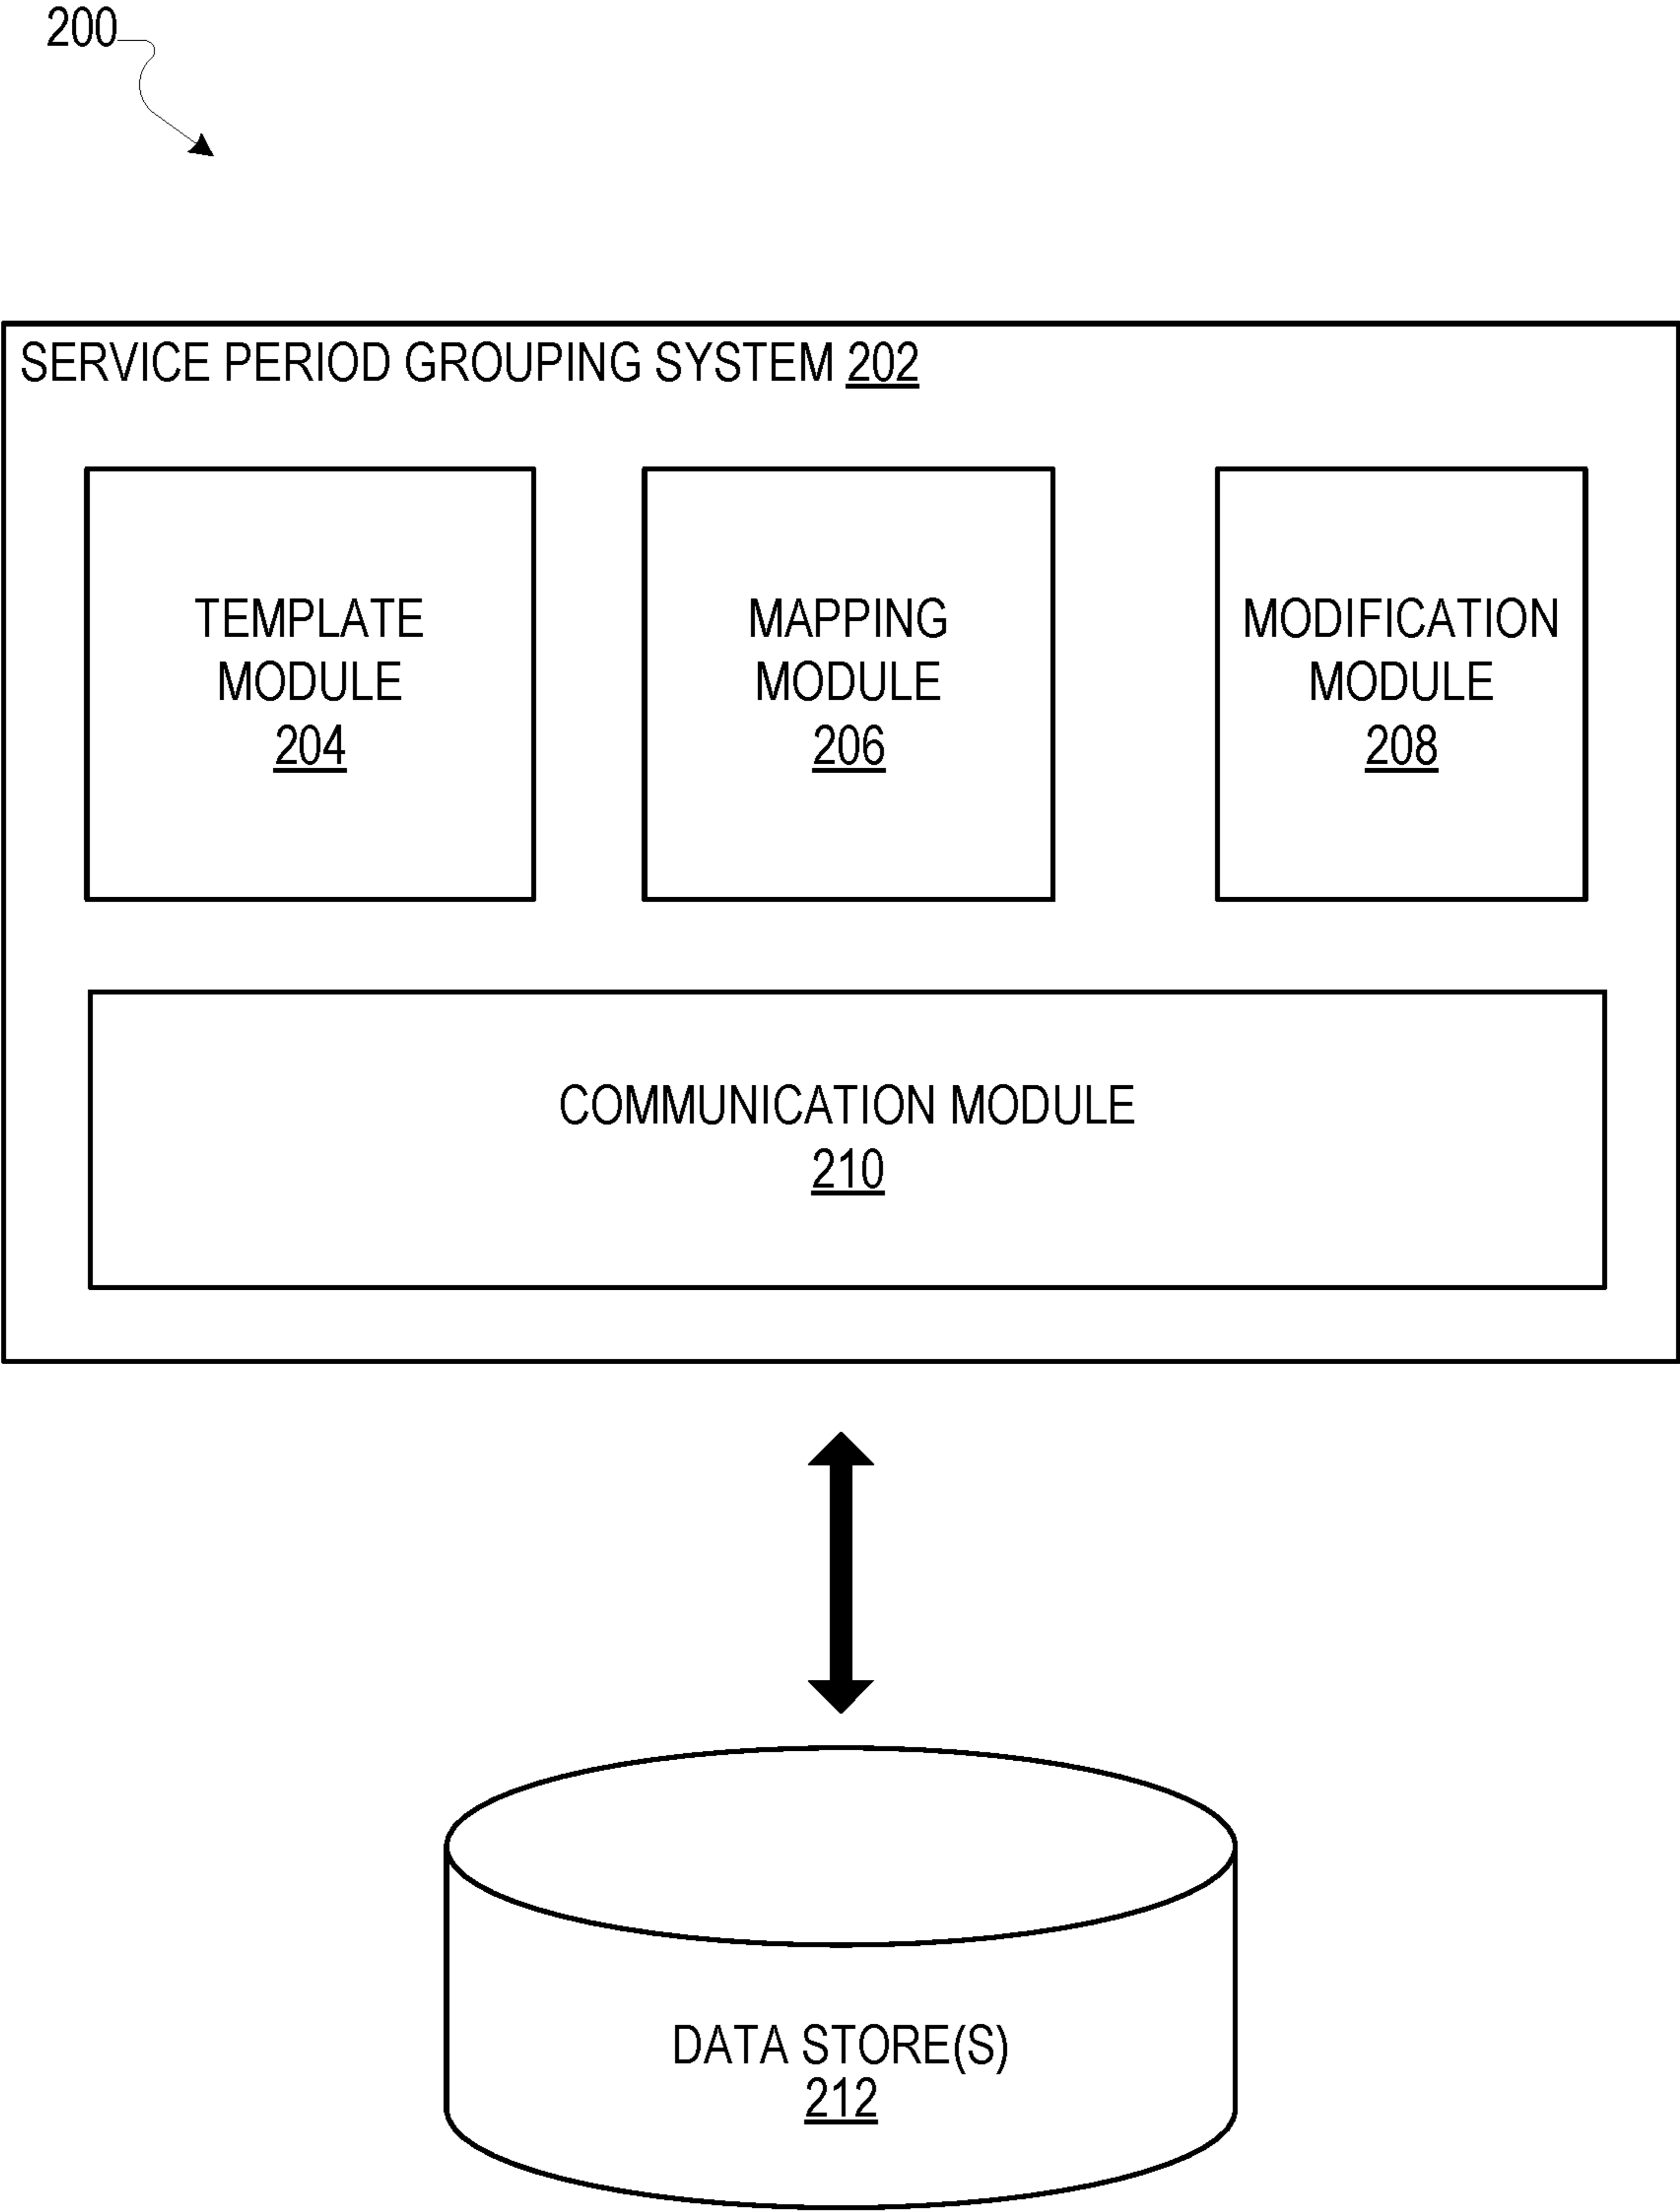 200
SERVICE PERIOD GROUPING SYSTEM 202
TEMPLATE
MODULE
204
MAPPING
MODULE
206
MODIFICATION
MODULE
208
COMMUNICATION MODULE
210
DATA STORE(S)
212